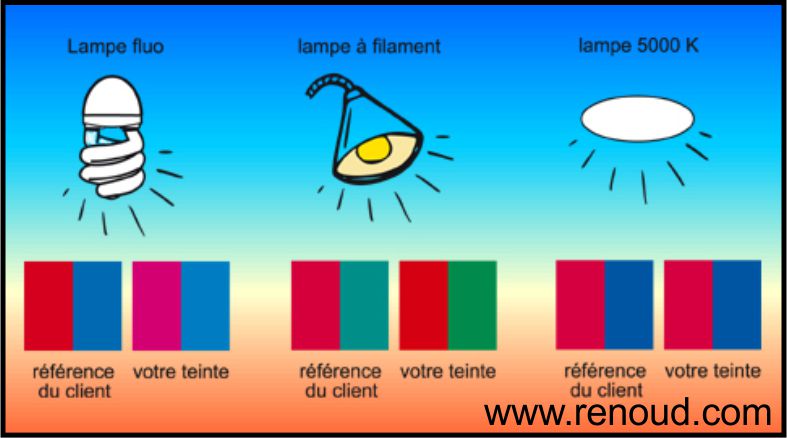 Lampe fluo
lampe à filament
lampe 5000 K
référence
du client
votre teinte
référence
du client
votre teinte
référence
du client
votre teinte
www.renoud.com